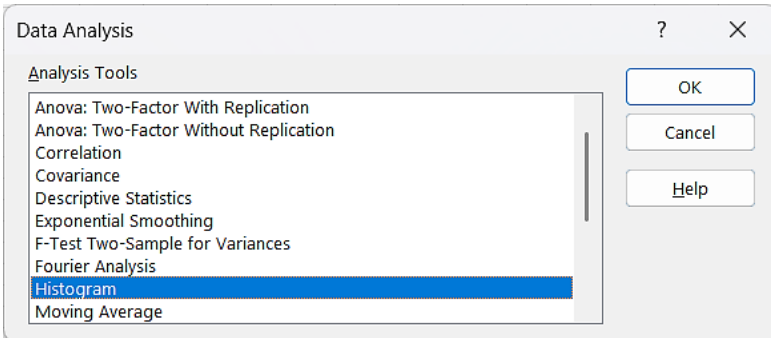 Data Analysis
?
Analysis Tools
Anova: Two-Factor With Replication
Anova: Two-Factor Without Replication
Correlation
Covariance
Descriptive Statistics
Exponential Smoothing
F-Test Two-Sample for Variances
Fourier Analysis
Histogram
Moving Average
OK
Cancel
Help